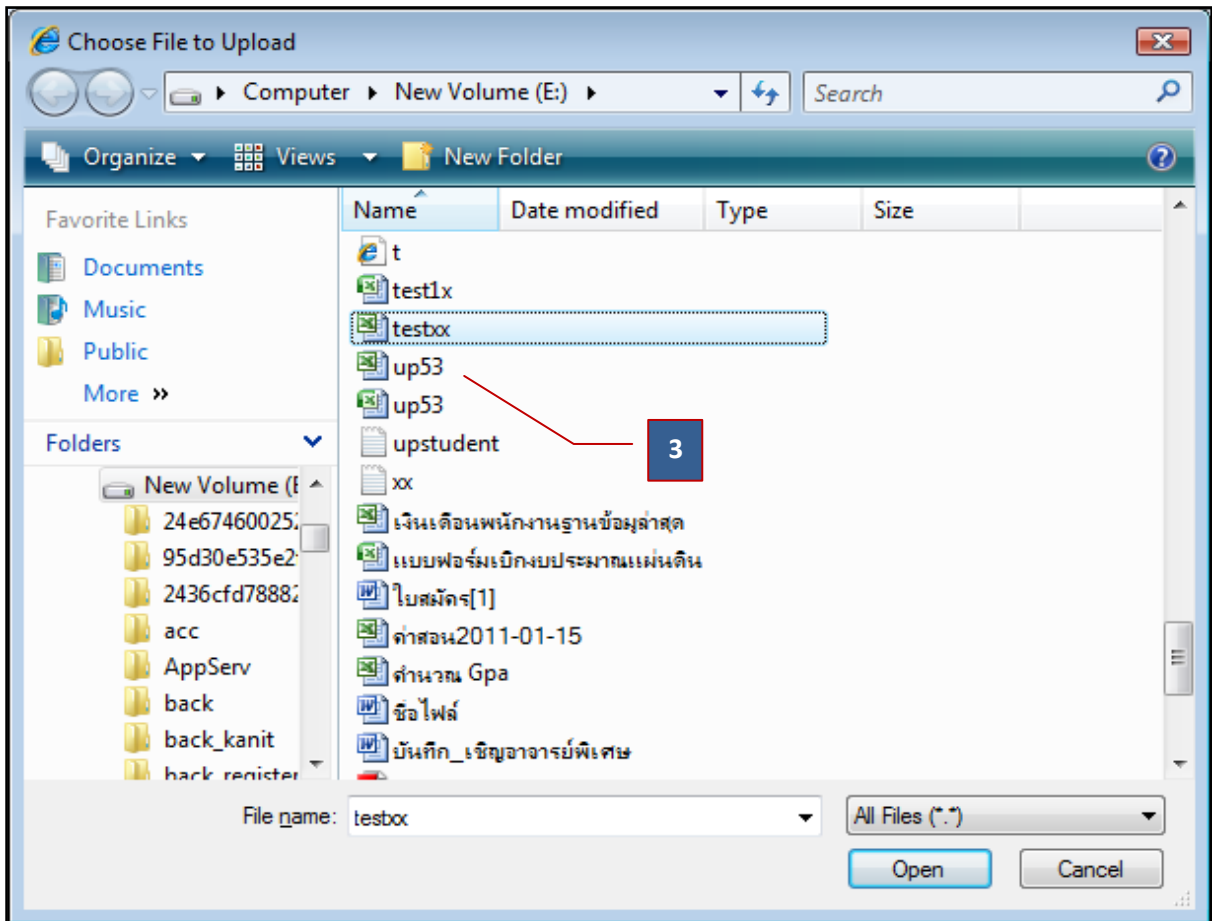 Choose File to Upload
Computer New Volume (E:) Search
Organize Views New Folder
Favorite Links
Documents
Music
Public
More »
Folders
New Volume (E
24e67460025
95d30e535e2
2436cfd78882
acc
AppServ
back
back_kanit
back_register
Name Date modified Type Size
t
test1x
testxx
up53
up53
upstudent
xx
เงินเดือนพนักงานฐานข้อมูล่าสุด
แบบฟอร์มเบิกงบประมาณแผ่นดิน
ใบสมัคร[1]
ค่าสอน2011-01-15
คำนวณ Gpa
ชื่อไฟล์
บันทึก_เชิญอาจารย์พิเศษ
3
File name: testxx All Files (*.*)
Open Cancel